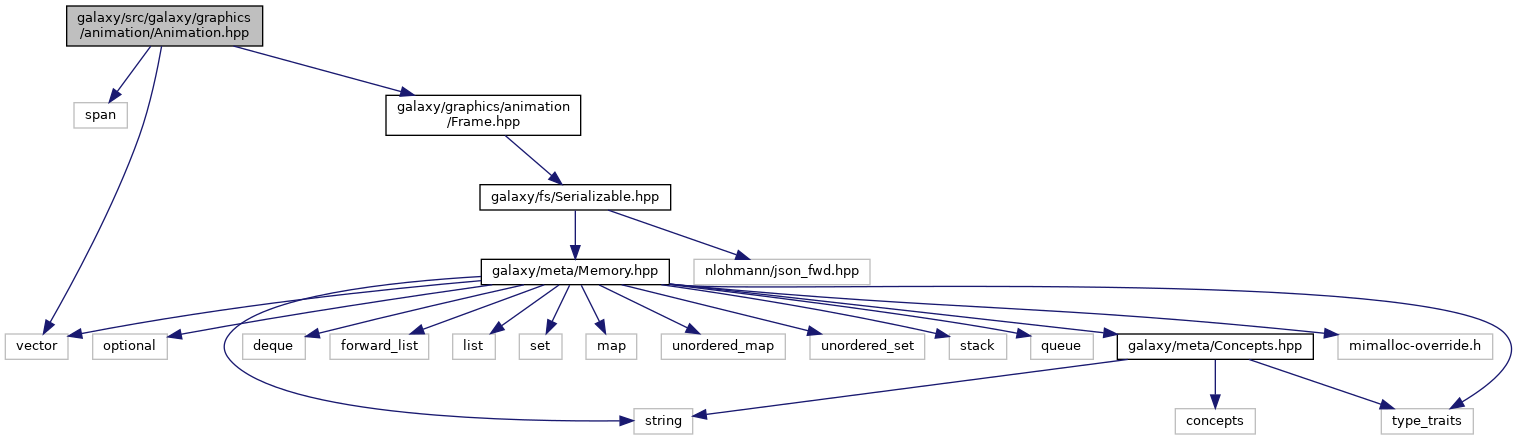 galaxy/src/galaxy/graphics
/animation/Animation.hpp
span
galaxy/graphics/animation
/Frame.hpp
galaxy/fs/Serializable.hpp
galaxy/meta/Memory.hpp
nlohmann/json_fwd.hpp
vector
optional
deque
forward_list
list
set
map
unordered_map
unordered_set
stack
queue
galaxy/meta/Concepts.hpp
mimalloc-override.h
string
concepts
type_traits